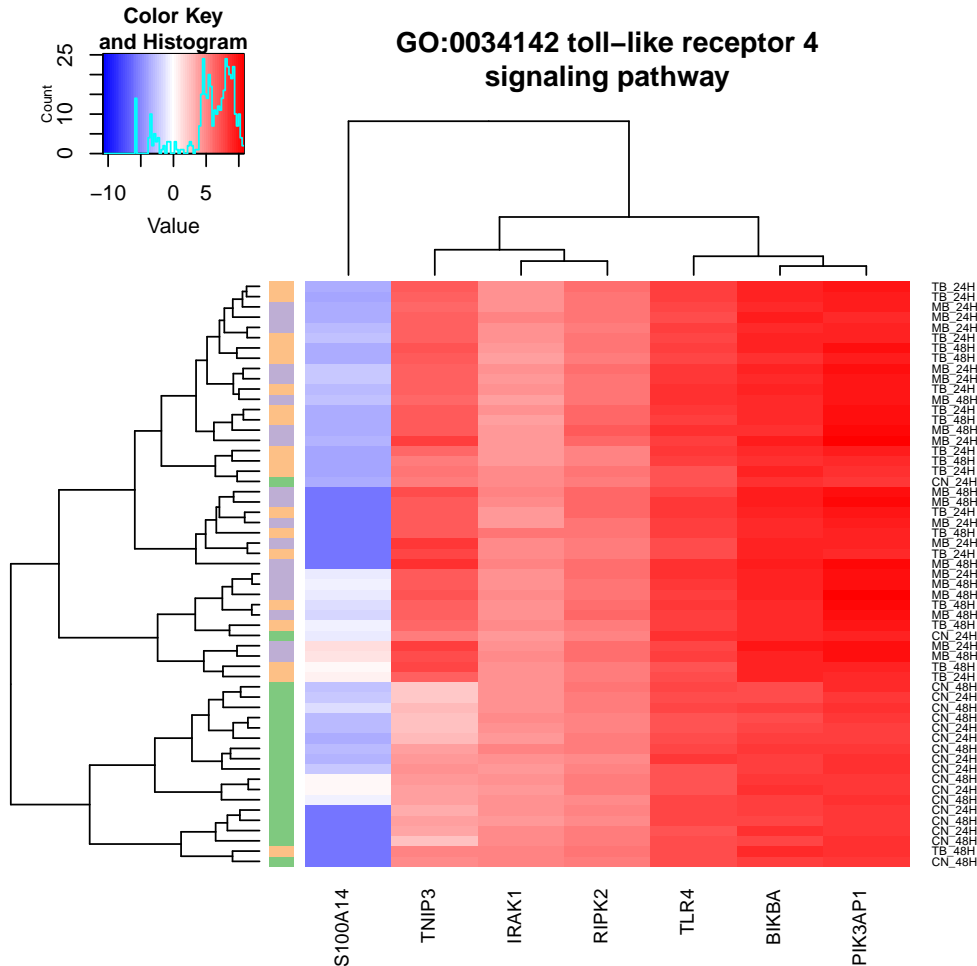 Color Key
and Histogram
Count
0
10
25
−10
0
5
Value
GO:0034142 toll−like receptor 4
signaling pathway
TB_24H
TB_24H
MB_24H
MB_24H
MB_24H
TB_24H
TB_48H
TB_48H
MB_24H
MB_24H
TB_24H
MB_48H
TB_24H
TB_48H
MB_48H
MB_24H
TB_24H
TB_48H
TB_24H
CN_24H
MB_48H
MB_48H
TB_24H
MB_24H
TB_48H
MB_24H
TB_24H
MB_48H
MB_24H
MB_48H
MB_48H
TB_48H
MB_48H
TB_48H
CN_24H
MB_24H
MB_48H
TB_48H
TB_24H
CN_48H
CN_24H
CN_48H
CN_48H
CN_24H
CN_24H
CN_48H
CN_24H
CN_24H
CN_48H
CN_24H
CN_48H
CN_24H
CN_48H
CN_24H
CN_48H
TB_48H
CN_48H
S100A14
TNIP3
IRAK1
RIPK2
TLR4
BIKBA
PIK3AP1